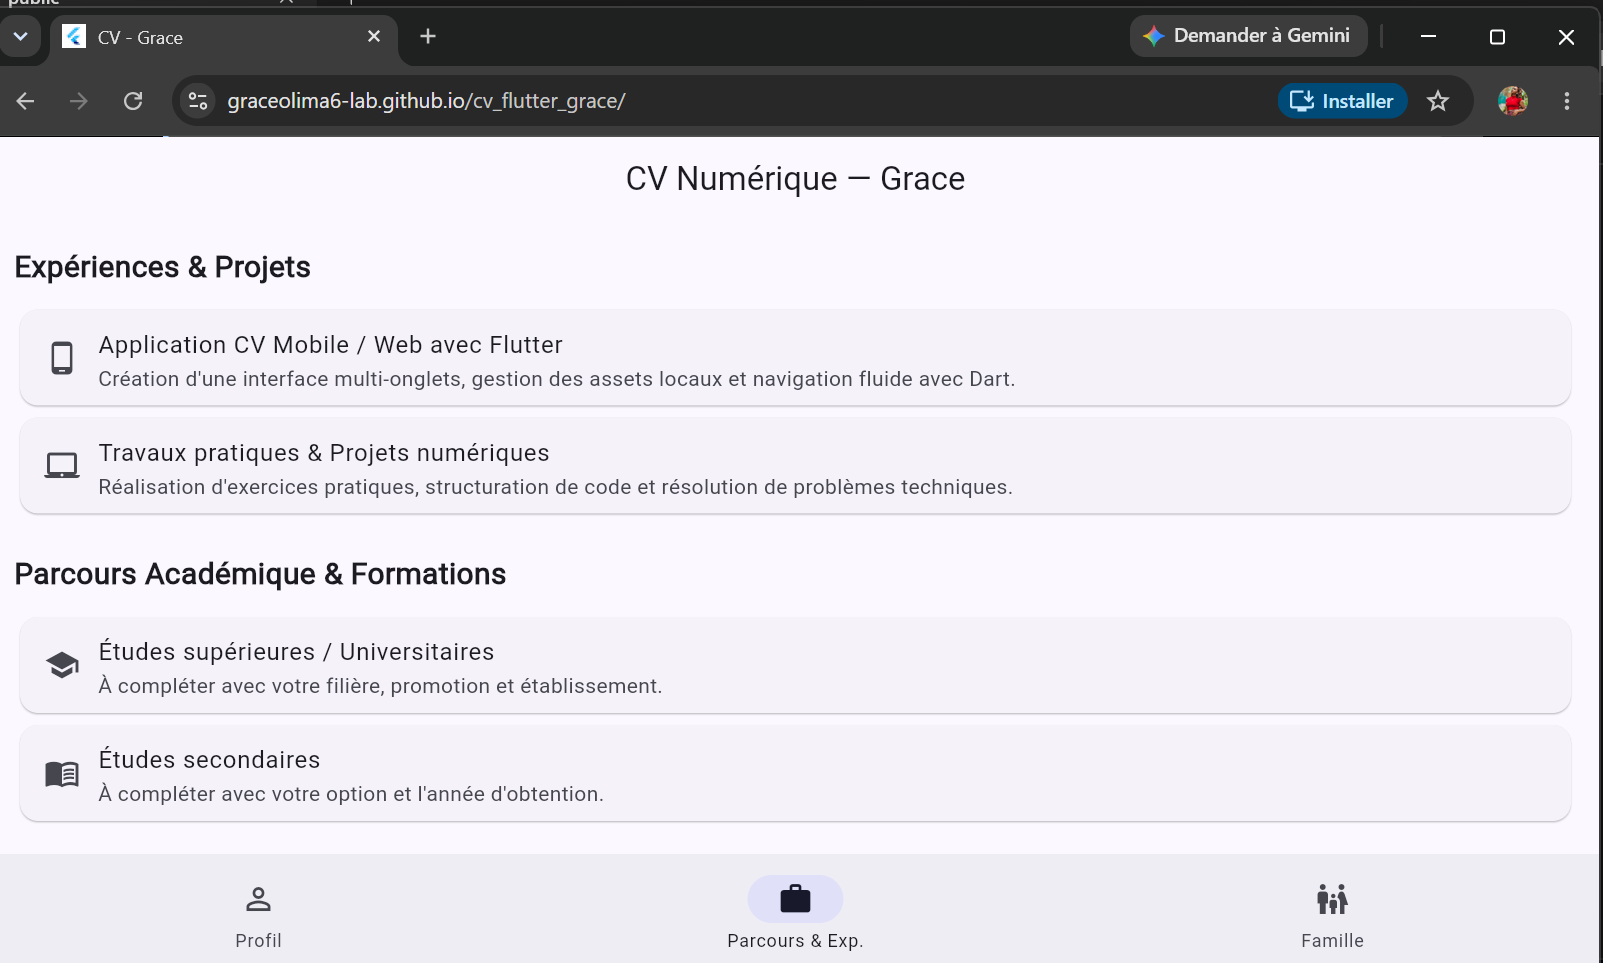 CV - Grace
Demander à Gemini
graceolima6-lab.github.io/cv_flutter_grace/
Installer
CV Numérique — Grace
Expériences & Projets
Application CV Mobile / Web avec Flutter
Création d'une interface multi-onglets, gestion des assets locaux et navigation fluide avec Dart.
Travaux pratiques & Projets numériques
Réalisation d'exercices pratiques, structuration de code et résolution de problèmes techniques.
Parcours Académique & Formations
Études supérieures / Universitaires
À compléter avec votre filière, promotion et établissement.
Études secondaires
À compléter avec votre option et l'année d'obtention.
Profil
Parcours & Exp.
Famille